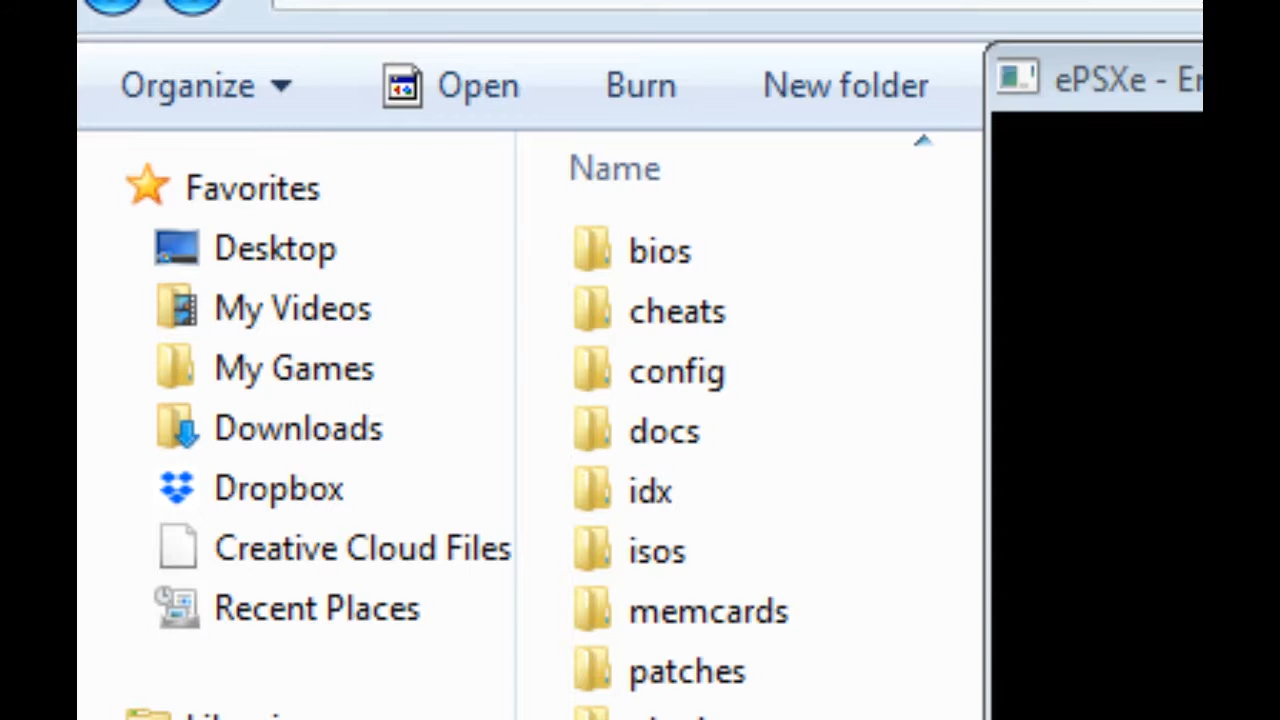 Organize Open Burn New folder
ePSXe - Er
Favorites
Desktop
My Videos
My Games
Downloads
Dropbox
Creative Cloud Files
Recent Places
Name
bios
cheats
config
docs
idx
isos
memcards
patches